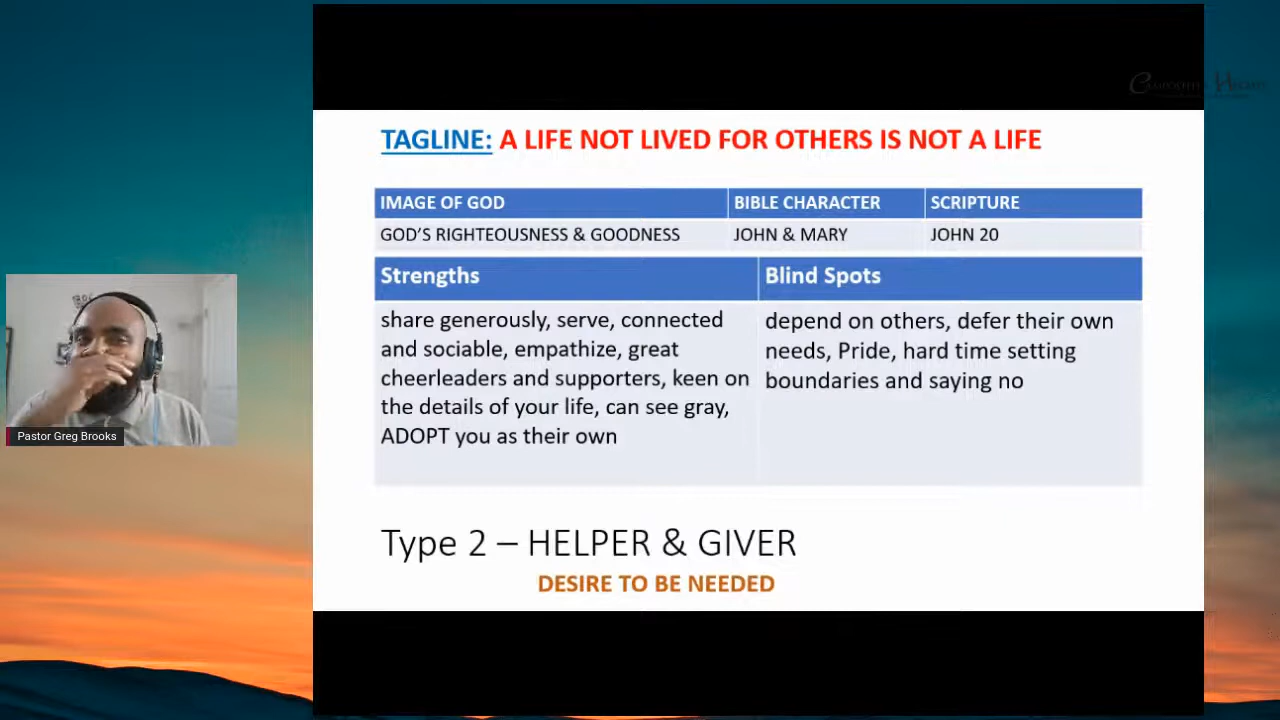 TAGLINE: A LIFE NOT LIVED FOR OTHERS IS NOT A LIFE
IMAGE OF GOD BIBLE CHARACTER SCRIPTURE
GOD'S RIGHTEOUSNESS & GOODNESS JOHN & MARY JOHN 20
Strengths Blind Spots
share generously, serve, connected
and sociable, empathize, great
cheerleaders and supporters, keen on
the details of your life, can see gray,
ADOPT you as their own
depend on others, defer their own
needs, Pride, hard time setting
boundaries and saying no
Pastor Greg Brooks
Type 2 – HELPER & GIVER
DESIRE TO BE NEEDED